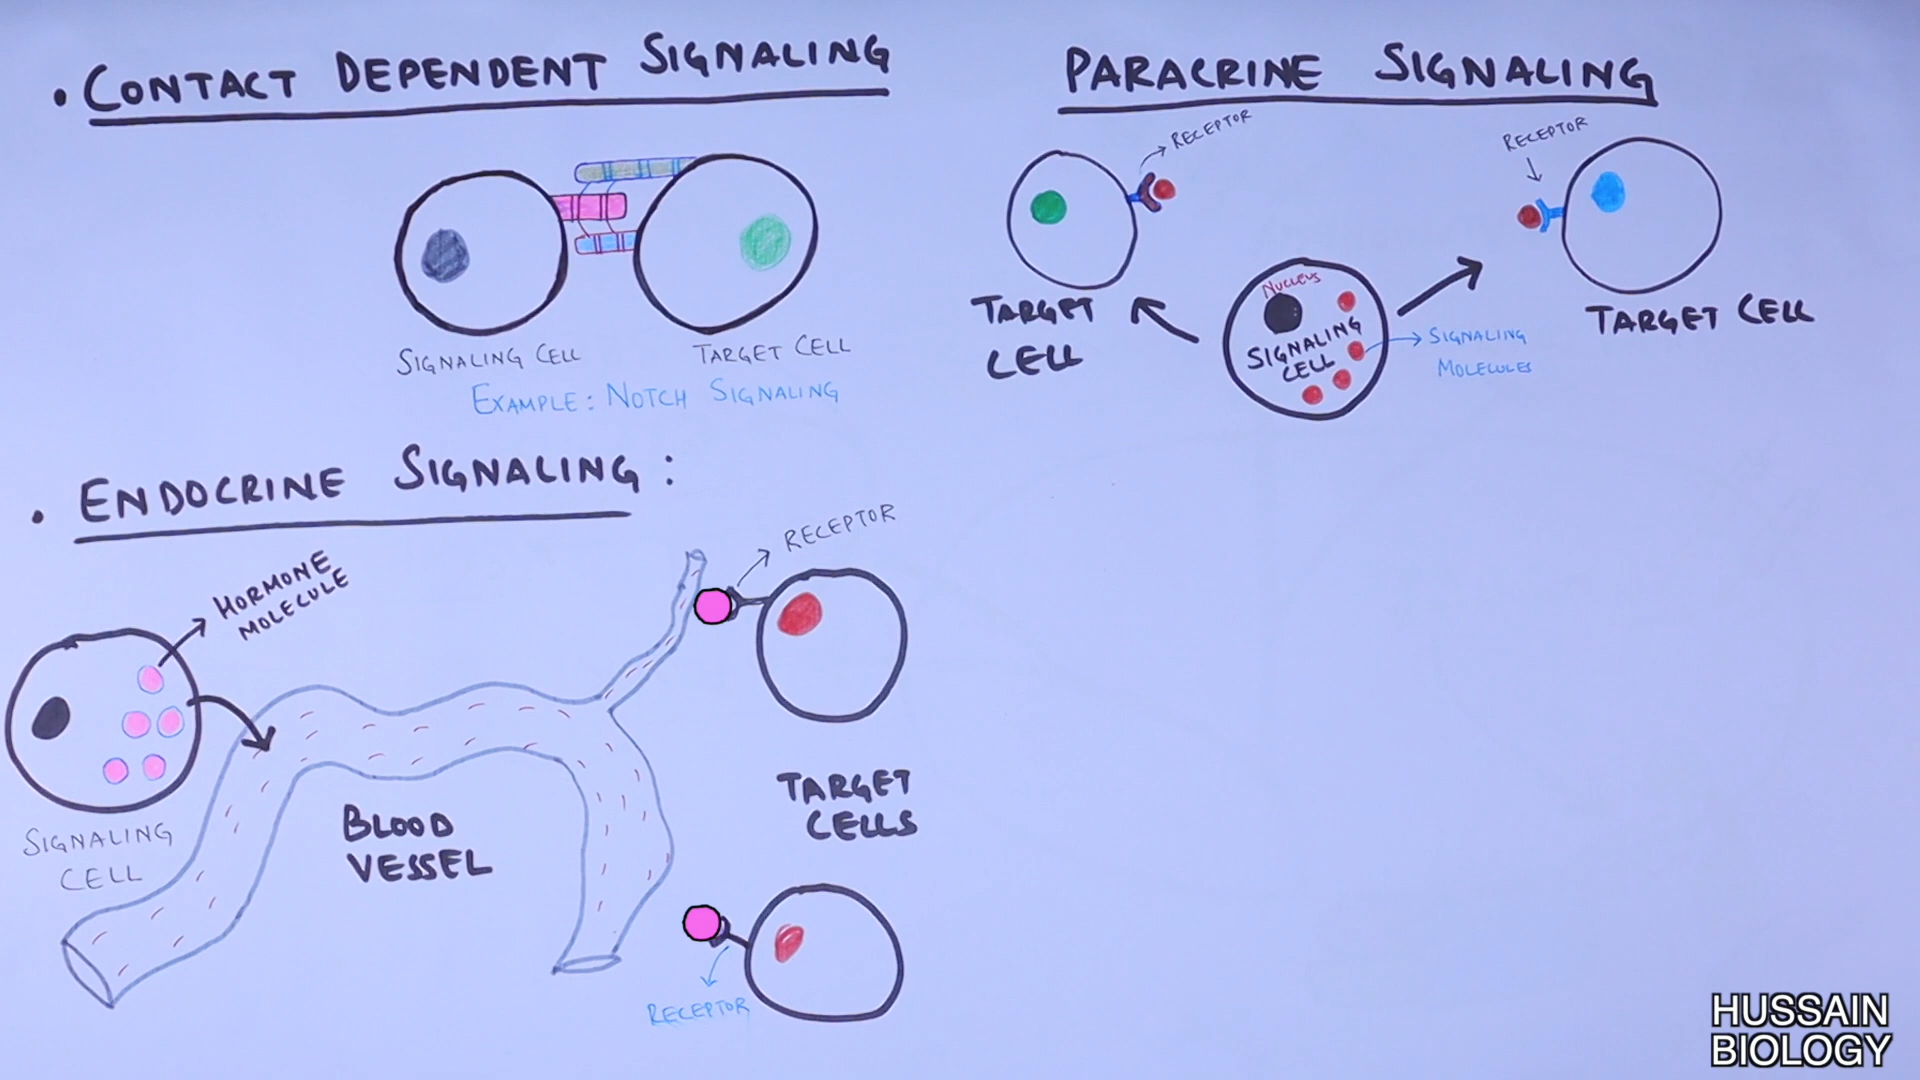 • CONTACT DEPENDENT SIGNALING
SIGNALING CELL
TARGET CELL
EXAMPLE: NOTCH SIGNALING
PARACRINE SIGNALING
RECEPTOR
RECEPTOR
TARGET
CELL
NUCLEUS
SIGNALING
CELL
SIGNALING
MOLECULES
TARGET CELL
• ENDOCRINE SIGNALING:
HORMONE
MOLECULE
SIGNALING
CELL
BLOOD
VESSEL
RECEPTOR
TARGET
CELLS
RECEPTOR
HUSSAIN
BIOLOGY